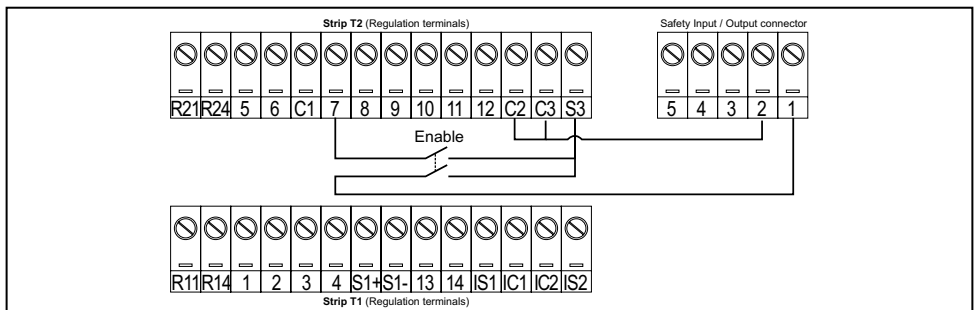 Strip T2 (Regulation terminals) Safety Input / Output connector
R21 R24 5 6 C1 7 8 9 10 11 12 C2 C3 S3 5 4 3 2 1
Enable
R11 R14 1 2 3 4 S1+ S1- 13 14 IS1 IC1 IC2 IS2
Strip T1 (Regulation terminals)